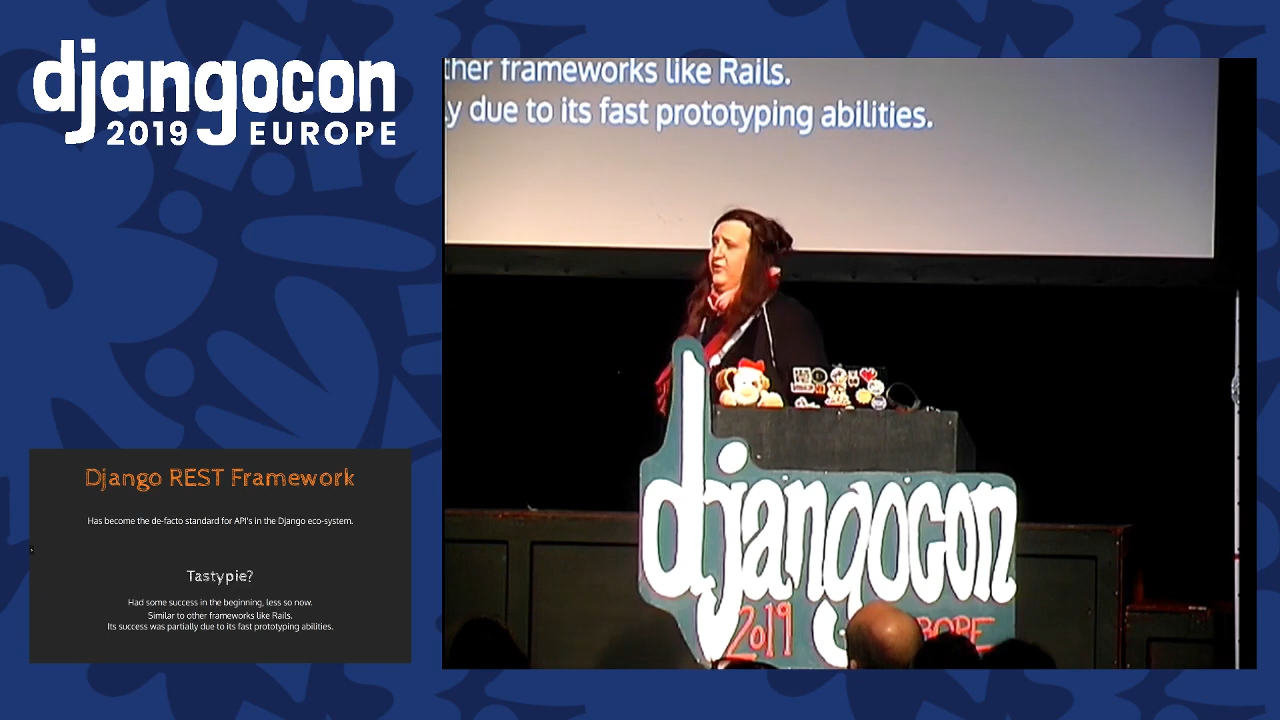 djangocon
2019 EUROPE
ther frameworks like Rails.
y due to its fast prototyping abilities.
Django REST Framework
Has become the de-facto standard for API's in the Django eco-system.
Tastypie?
Had some success in the beginning, less so now.
Similar to other frameworks like Rails.
Its success was partially due to its fast prototyping abilities.
djangocon
2019